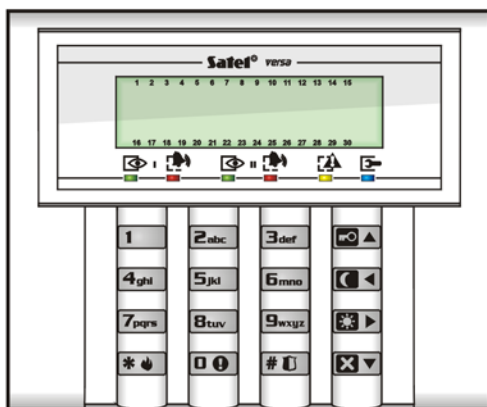 Satel® versa
1 2 3 4 5 6 7 8 9 10 11 12 13 14 15
16 17 18 19 20 21 22 23 24 25 26 27 28 29 30
I II
1 2abc 3def
4ghi 5jkl 6mno
7pqrs 8tuv 9wxyz
* 0 #